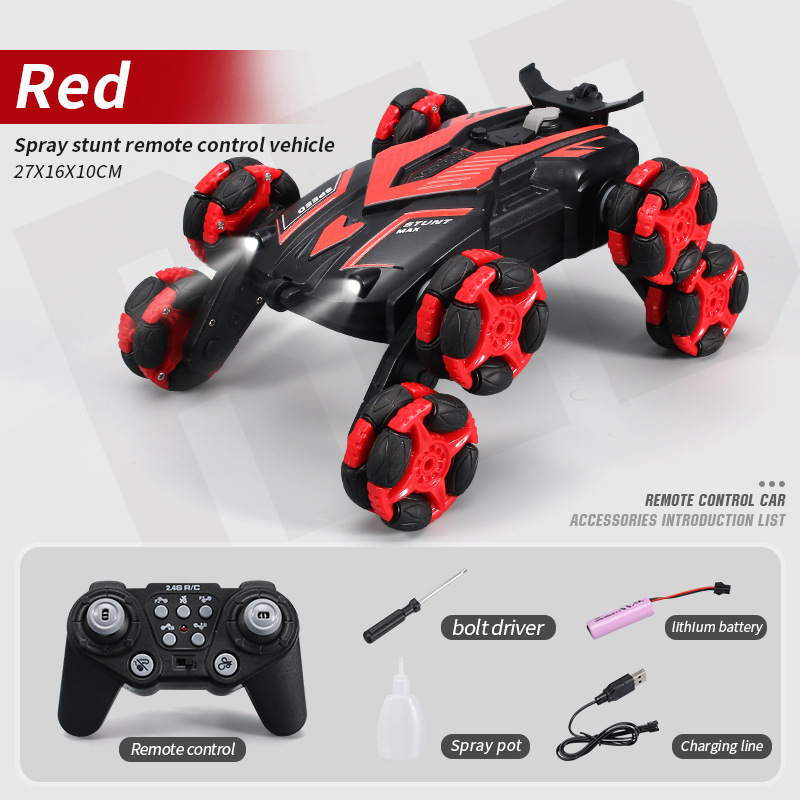 Red
Spray stunt remote control vehicle
27X16X10CM
SPEED
STUNT
MAX
REMOTE CONTROL CAR
ACCESSORIES INTRODUCTION LIST
2.4G R/C
bolt driver
lithium battery
Remote control
Spray pot
Charging line